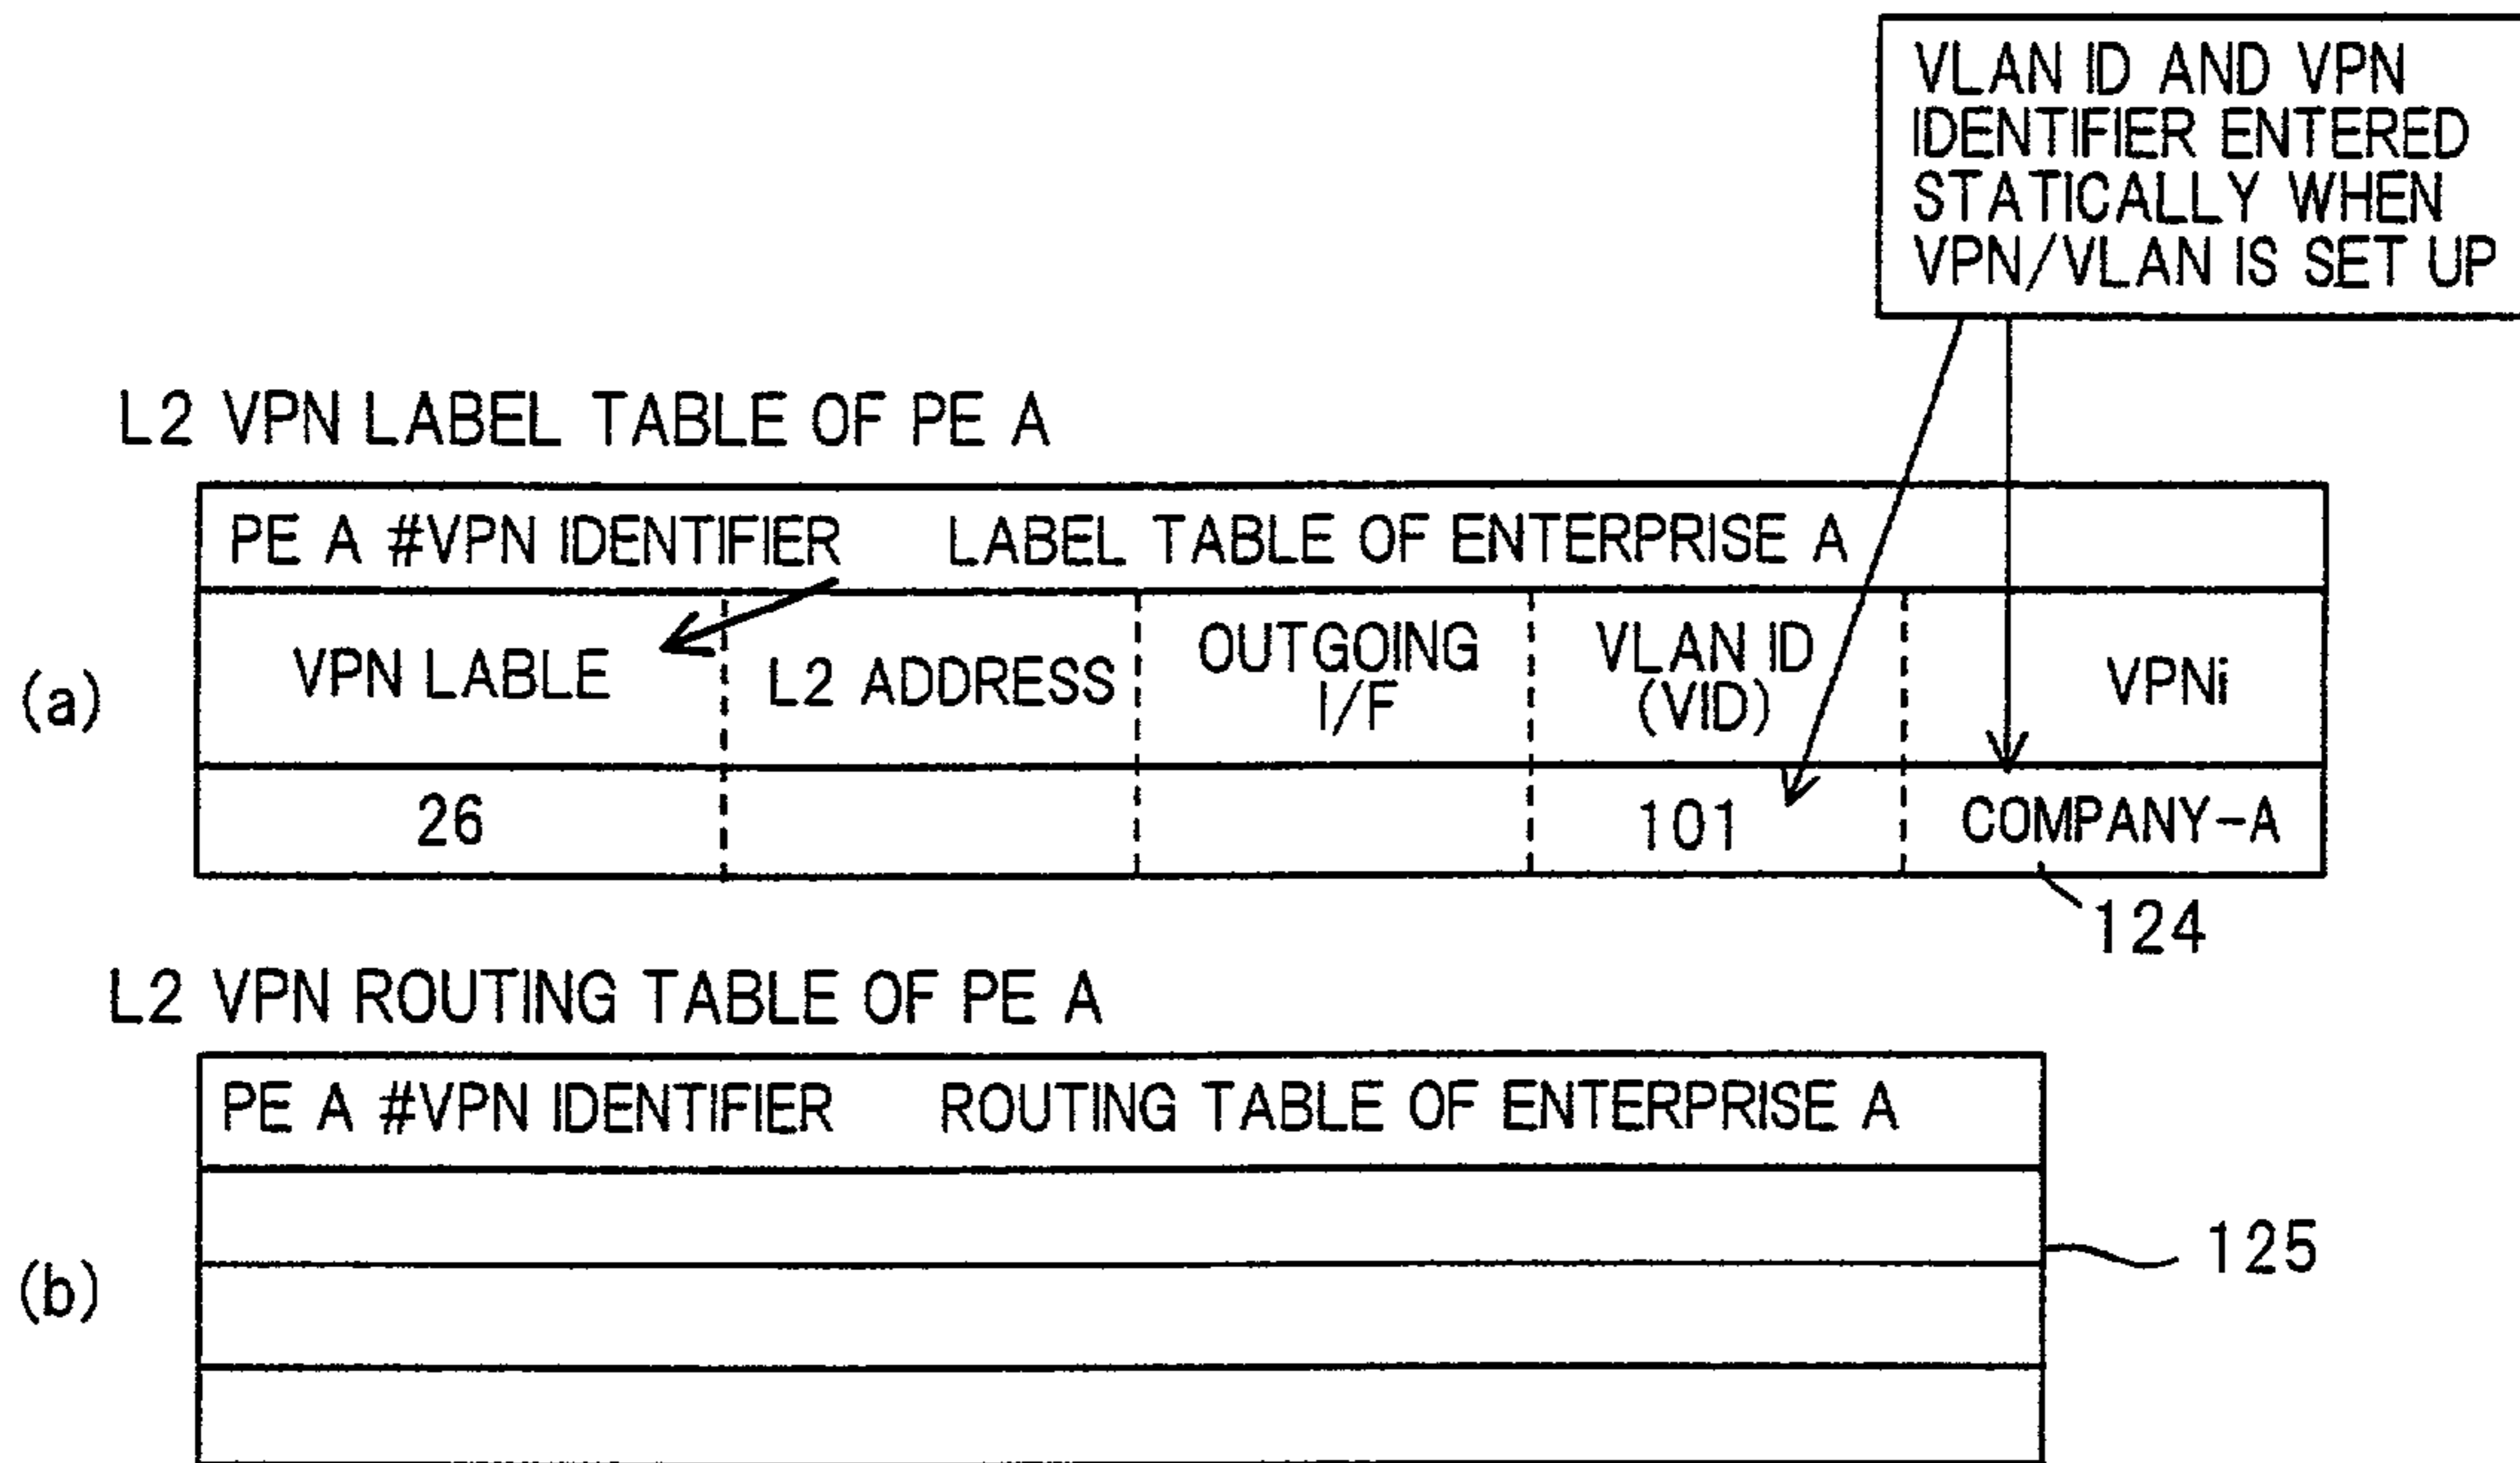 VLAN ID AND VPN
IDENTIFIER ENTERED
STATICALLY WHEN
VPN/VLAN IS SET UP
L2 VPN LABEL TABLE OF PE A
PE A #VPN IDENTIFIER LABEL TABLE OF ENTERPRISE A
(a)
VPN LABLE
L2 ADDRESS
OUTGOING
I/F
VLAN ID
(VID)
VPNi
26
101
COMPANY-A
124
L2 VPN ROUTING TABLE OF PE A
PE A #VPN IDENTIFIER ROUTING TABLE OF ENTERPRISE A
(b)
125